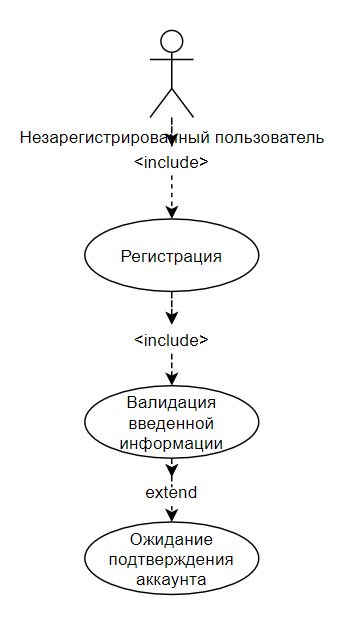 Незарегистрированный пользователь
<include>
Регистрация
<include>
Валидация
введенной
информации
extend
Ожидание
подтверждения
аккаунта